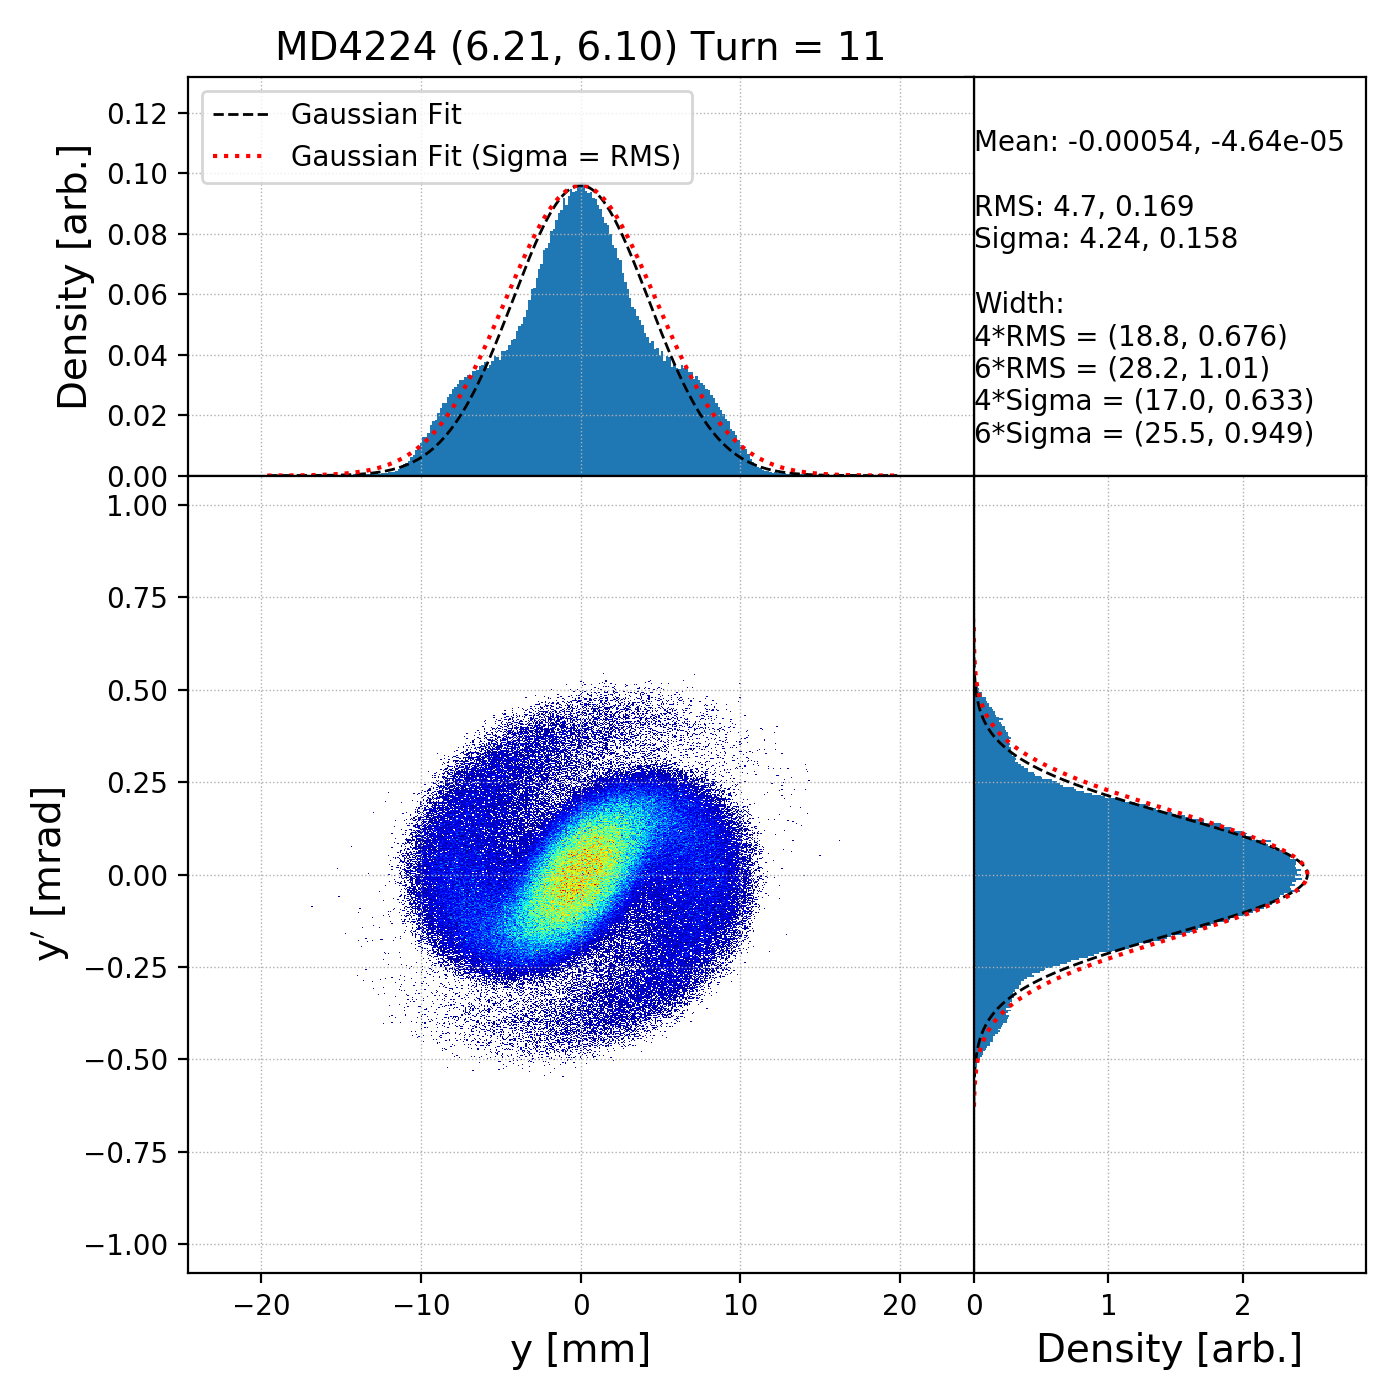 MD4224 (6.21, 6.10) Turn = 11
Gaussian Fit
Gaussian Fit (Sigma = RMS)
Density [arb.]
0.12
0.10
0.08
0.06
0.04
0.02
0.00
Mean: -0.00054, -4.64e-05
RMS: 4.7, 0.169
Sigma: 4.24, 0.158
Width:
4*RMS = (18.8, 0.676)
6*RMS = (28.2, 1.01)
4*Sigma = (17.0, 0.633)
6*Sigma = (25.5, 0.949)
y′ [mrad]
1.00
0.75
0.50
0.25
0.00
−0.25
−0.50
−0.75
−1.00
−20 −10 0 10 20
y [mm]
0 1 2
Density [arb.]